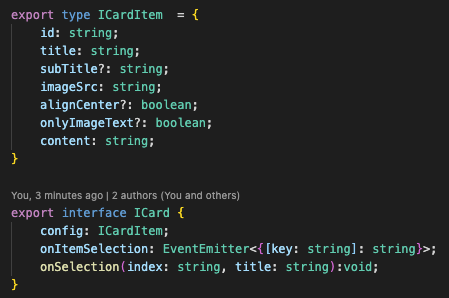 export type ICardItem  = {
id: string;
title: string;
subTitle?: string;
imageSrc: string;
alignCenter?: boolean;
onlyImageText?: boolean;
content: string;
}
You, 3 minutes ago | 2 authors (You and others)
export interface ICard {
config: ICardItem;
onItemSelection: EventEmitter<{[key: string]: string}>;
onSelection(index: string, title: string):void;
}